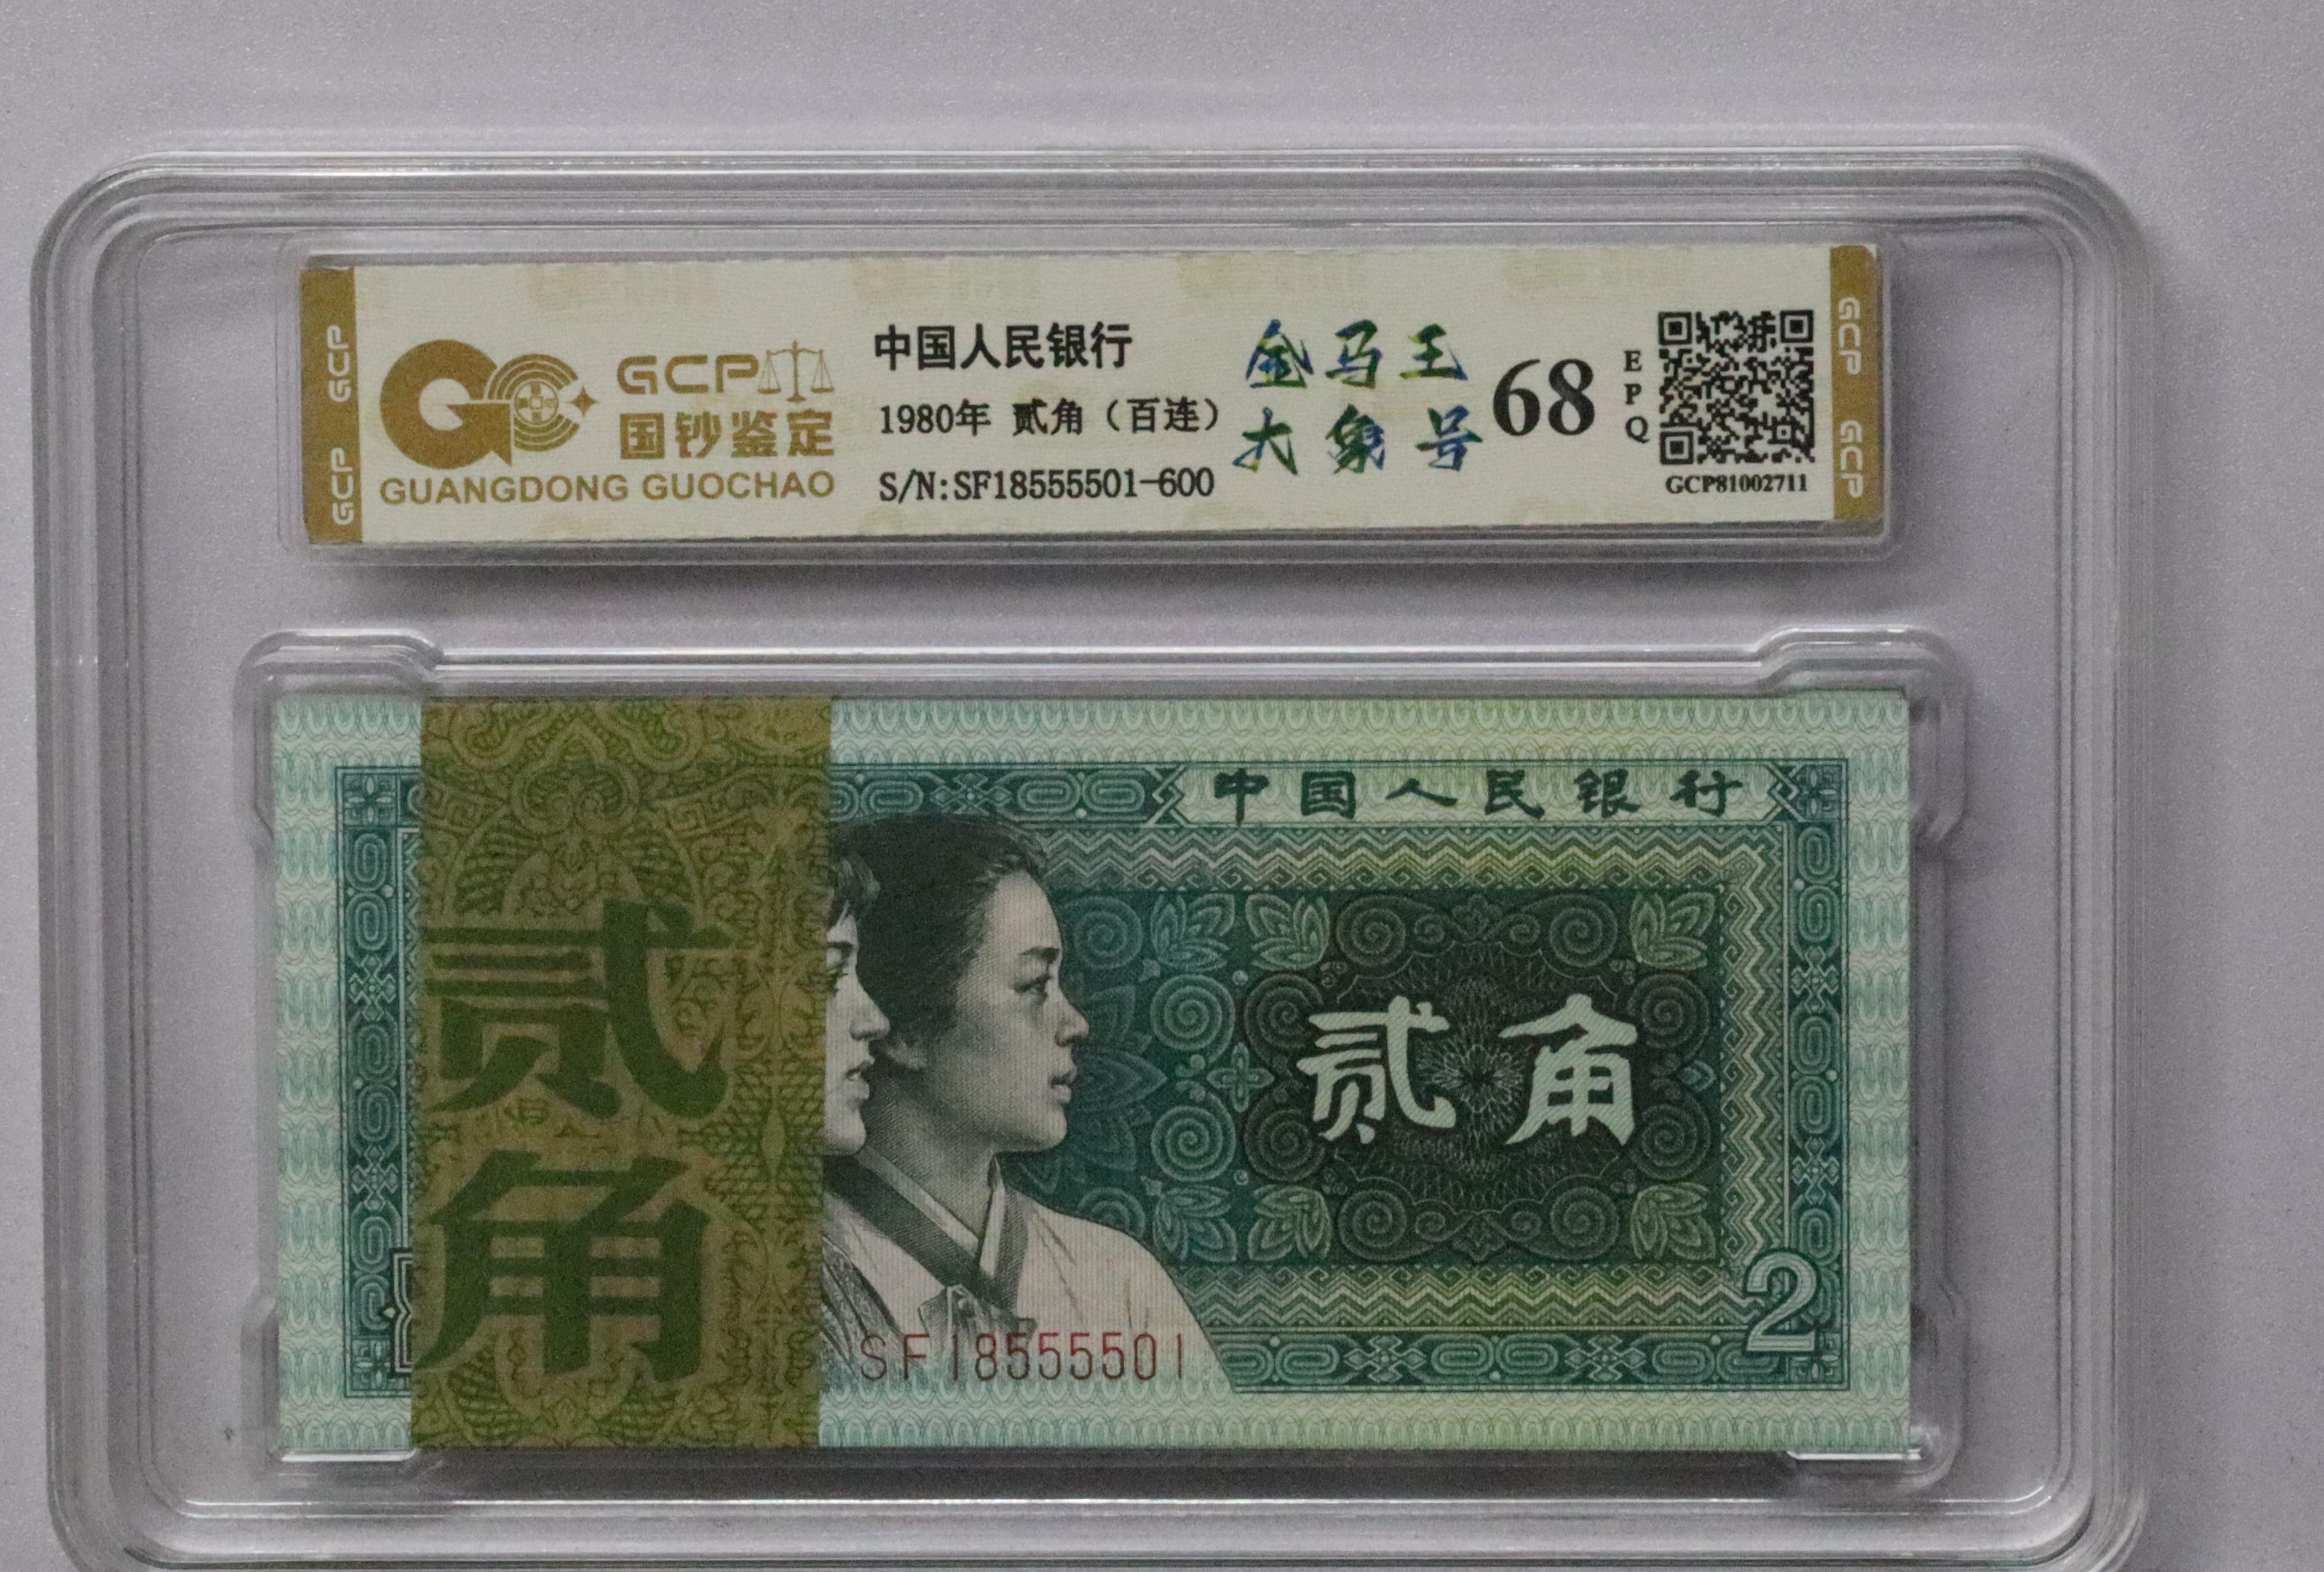 GCP 国钞鉴定
GUANGDONG GUOCHAO
中国人民银行
1980年 贰角（百连）
S/N:SF18555501-600
金马王
大象号
68
EPQ
GCP81002711
GCP GCP
GCP GCP
中国人民银行
贰角
贰角
2
SF18555501